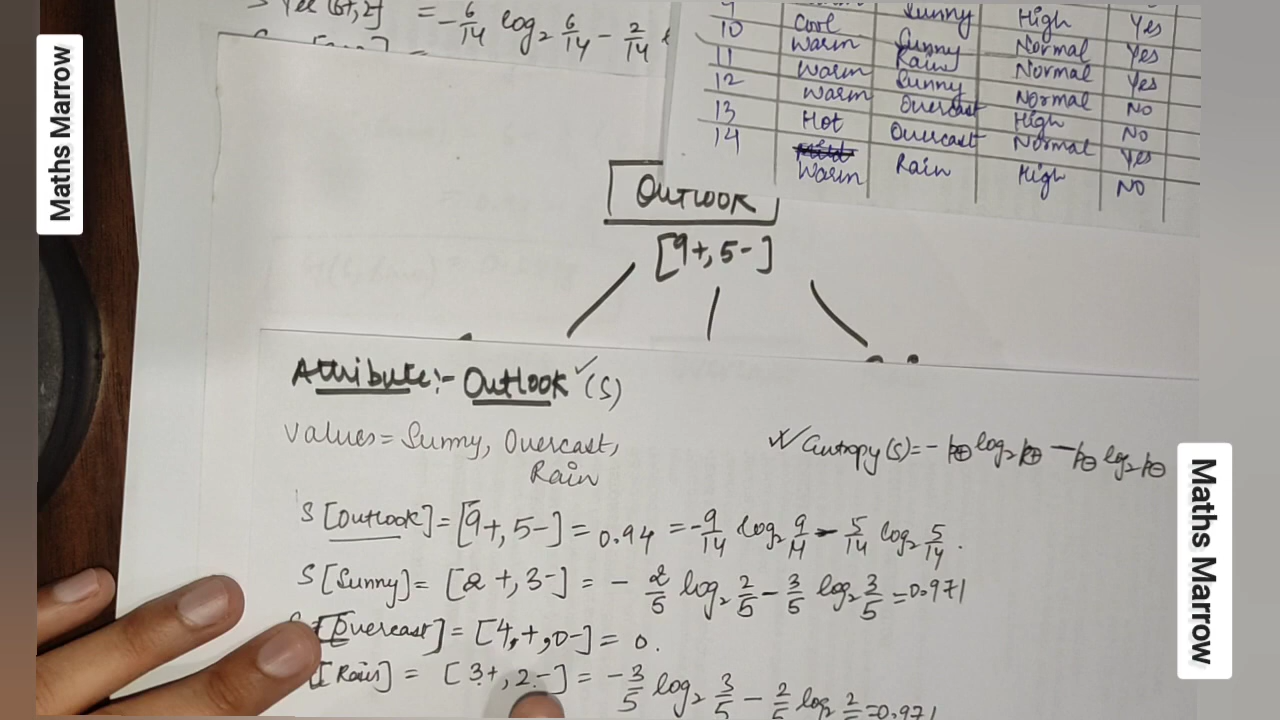 S Yes [6+, 2] = -6/14 log₂ 6/14 - 2/14
Maths Marrow
9 Sunny High Yes
10 Cool Sunny Normal Yes
11 Warm Rain Normal Yes
12 Warm Sunny Normal No
13 Warm Overcast High No
14 Hot Overcast Normal Yes
Warm Rain High NO
Outlook
[9+, 5-]
Attribute:- Outlook ✓ (S)
Values = Sunny, Overcast,
Rain
Entropy(S) = - p⊕ log₂ p⊕ - p⊖ log₂ p⊖
S [Outlook] = [9+, 5-] = 0.94 = -9/14 log₂ 9/14 - 5/14 log₂ 5/14.
S [Sunny] = [2+, 3-] = - 2/5 log₂ 2/5 - 3/5 log₂ 3/5 = 0.971
[Overcast] = [4,+,0-] = 0.
[Rain] = [3+, 2-] = - 3/5 log₂ 3/5 - 2/5 log₂ 2/5 = 0.971
Maths Marrow